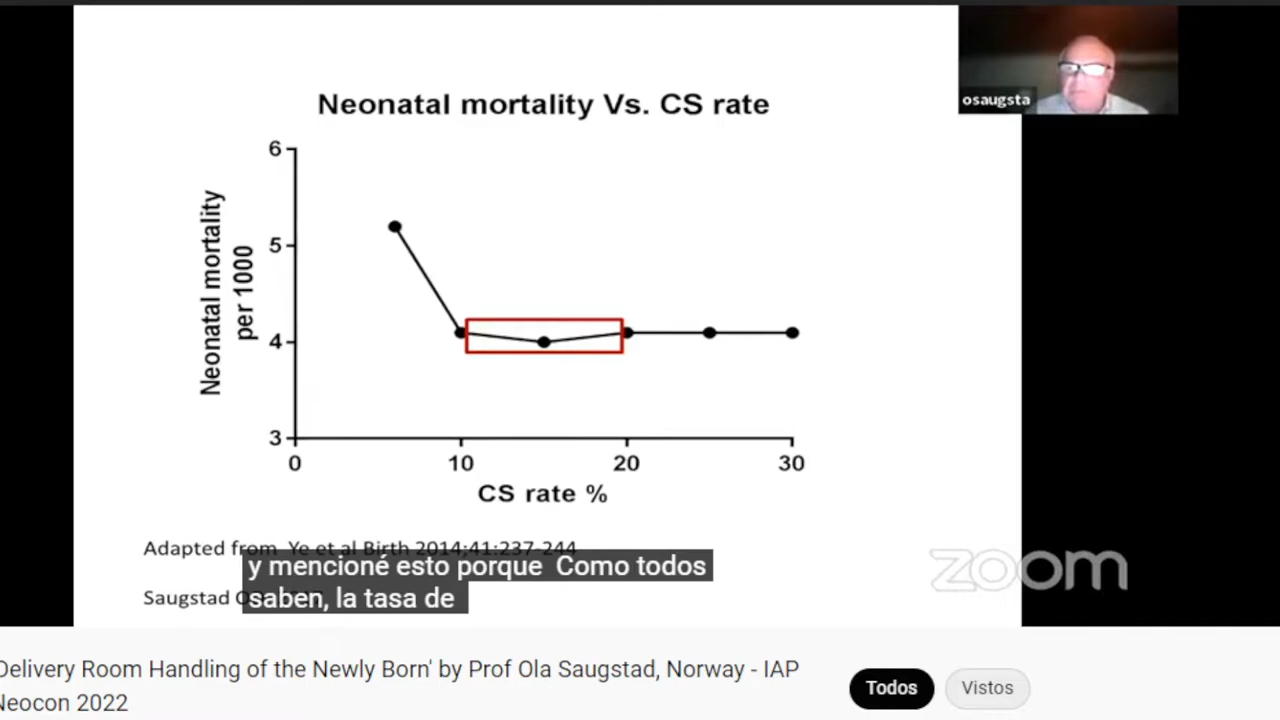 osaugsta
Neonatal mortality Vs. CS rate
Neonatal mortality
per 1000
6
5
4
3
0 10 20 30
CS rate %
Adapted from Ye et al Birth 2014;41:237-244
y mencioné esto porque Como todos
Saugstad
saben, la tasa de
zoom
Delivery Room Handling of the Newly Born' by Prof Ola Saugstad, Norway - IAP
Neocon 2022
Todos
Vistos